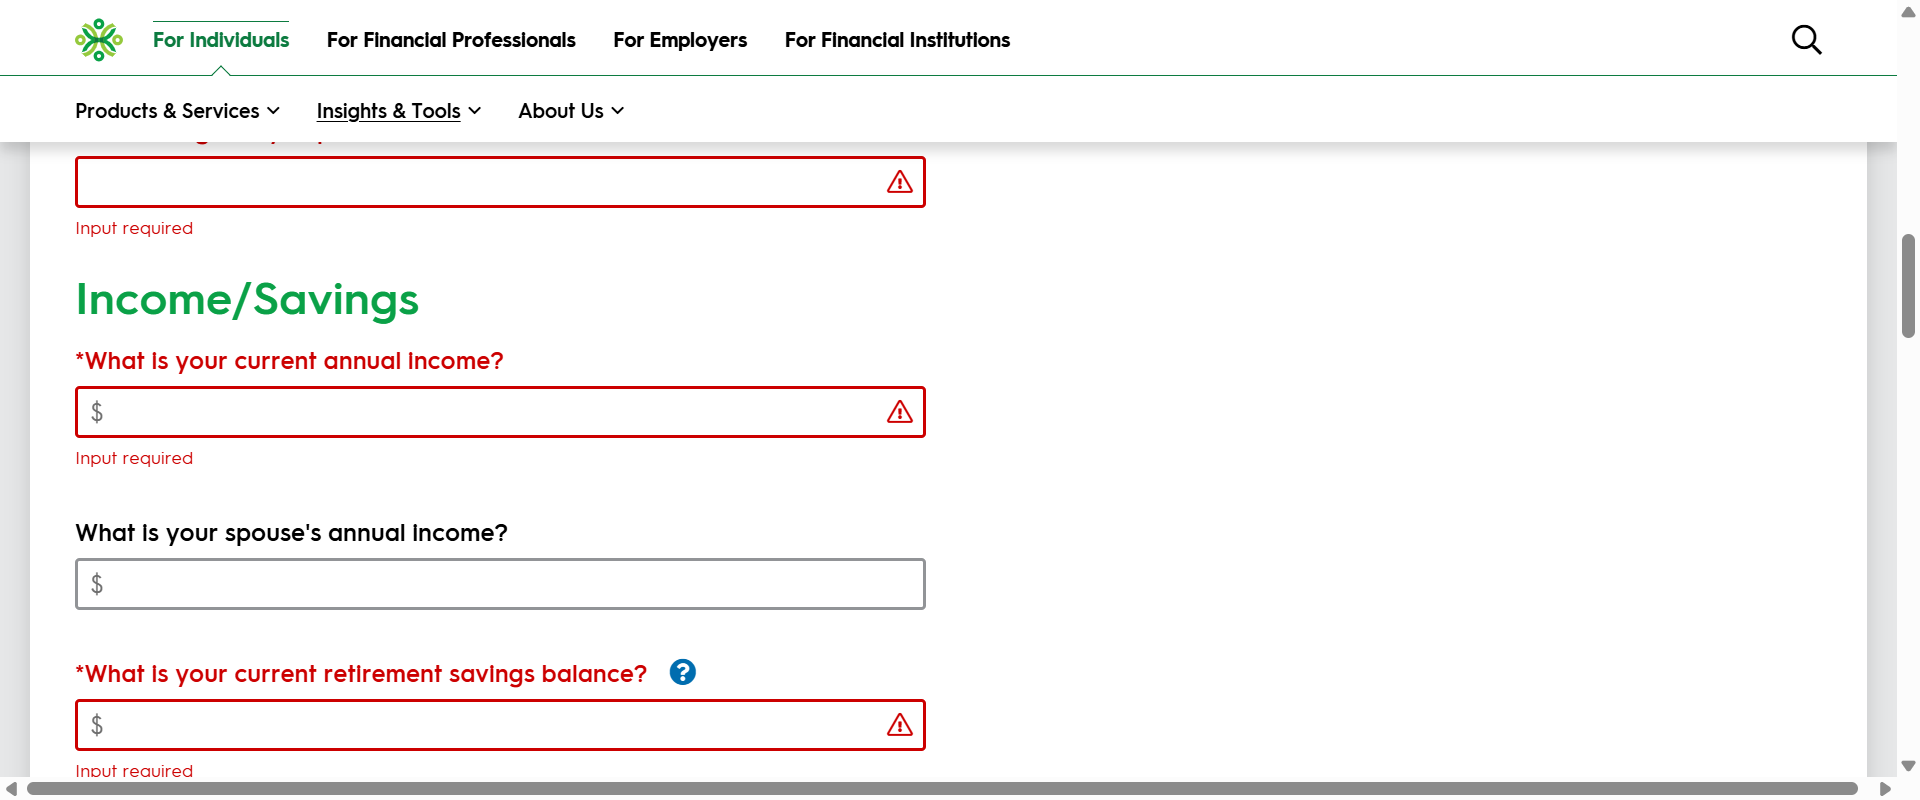 For Individuals
For Financial Professionals
For Employers
For Financial Institutions
Products & Services
Insights & Tools
About Us
Input required
Income/Savings
*What is your current annual income?
$
Input required
What is your spouse's annual income?
$
*What is your current retirement savings balance?
?
$
Input required